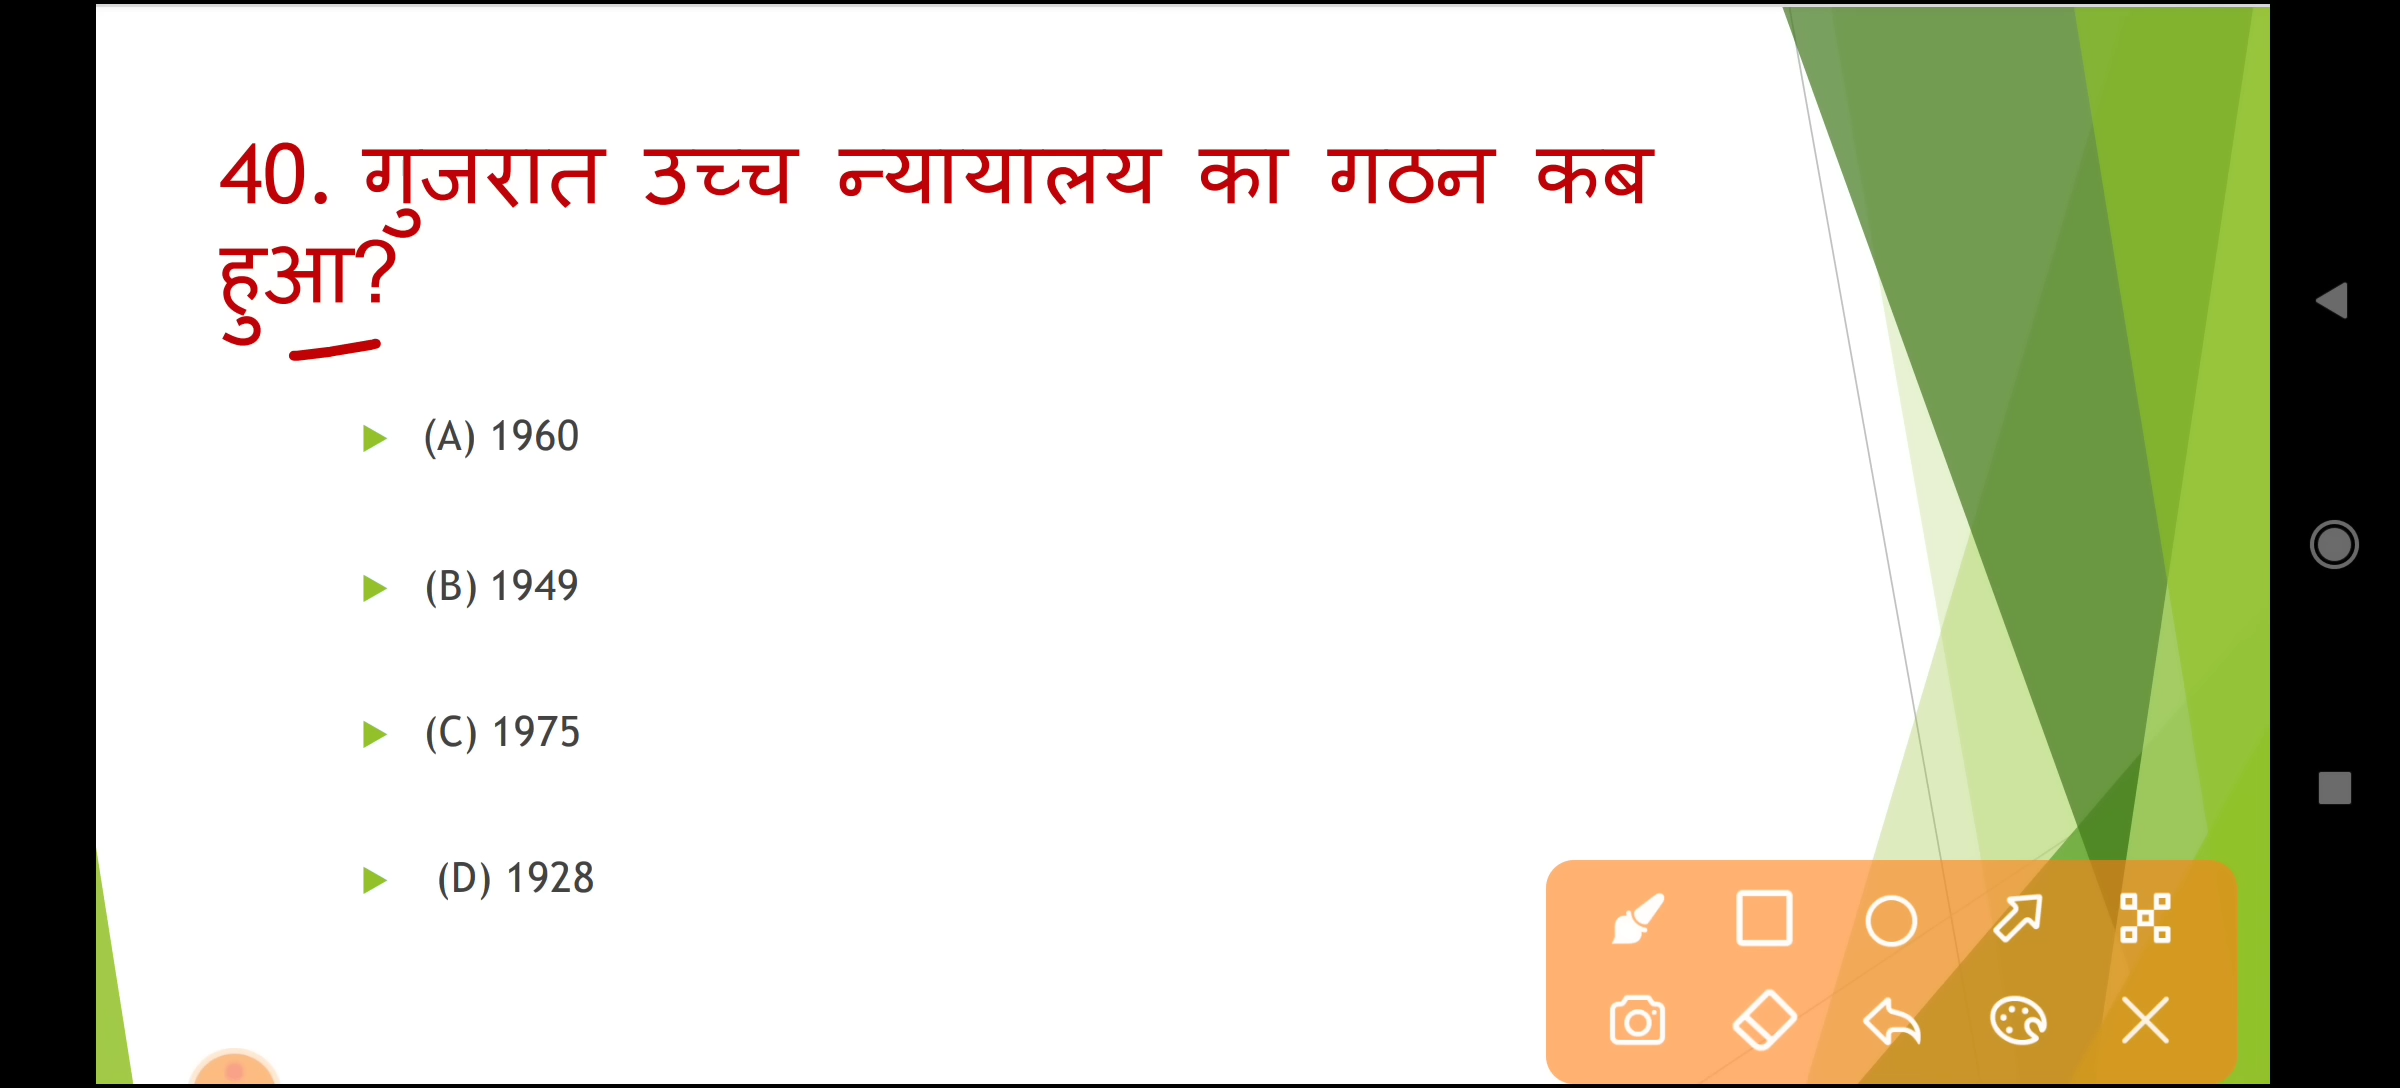 40. गुजरात उच्च न्यायालय का गठन कब
हुआ?
(A) 1960
(B) 1949
(C) 1975
(D) 1928